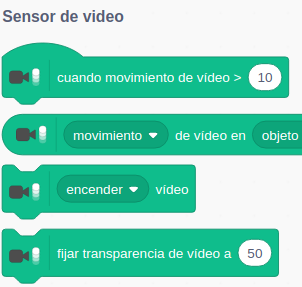 Sensor de video
cuando movimiento de vídeo > 10
movimiento de vídeo en objeto
encender vídeo
fijar transparencia de vídeo a 50